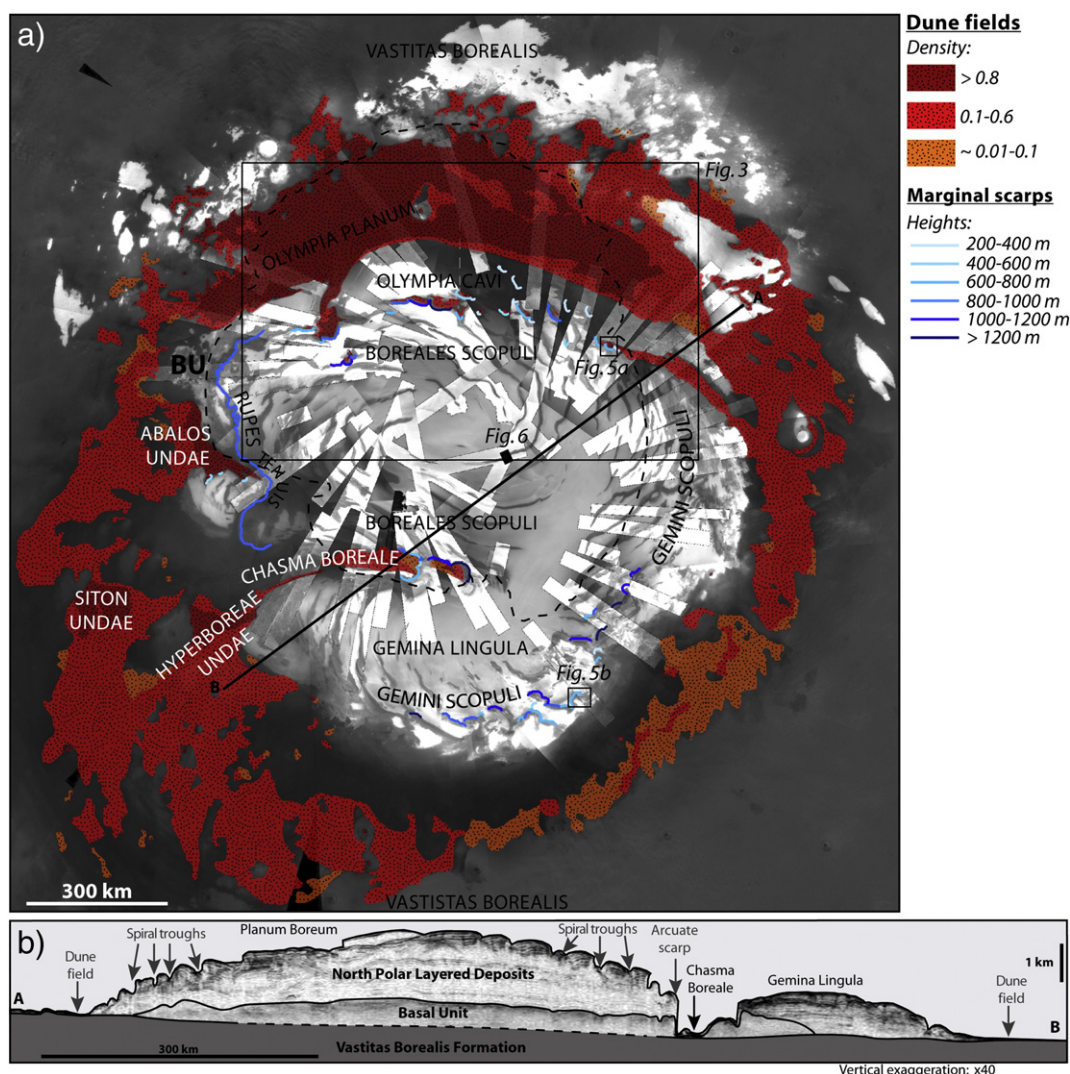 a)
VASTITAS BOREALIS
Dune fields
Density:
> 0.8
0.1-0.6
~ 0.01-0.1
Marginal scarps
Heights:
200-400 m
400-600 m
600-800 m
800-1000 m
1000-1200 m
> 1200 m
Fig. 3
OLYMPIA PLANUM
OLYMPIA CAVI
A
BOREALES SCOPULI
Fig. 5a
BU
RUPES TENUIS
ABALOS
UNDAE
Fig. 6
GEMINI SCOPULI
BOREALES SCOPULI
CHASMA BOREALE
SITON
UNDAE
HYPERBOREAE
UNDAE
GEMINA LINGULA
B
Fig. 5b
GEMINI SCOPULI
300 km
VASTISTAS BOREALIS
b)
Dune
field
Spiral troughs
Planum Boreum
Spiral troughs
Arcuate
scarp
Chasma
Boreale
Gemina Lingula
Dune
field
1 km
North Polar Layered Deposits
Basal Unit
A
B
300 km
Vastitas Borealis Formation
Vertical exaggeration: x40